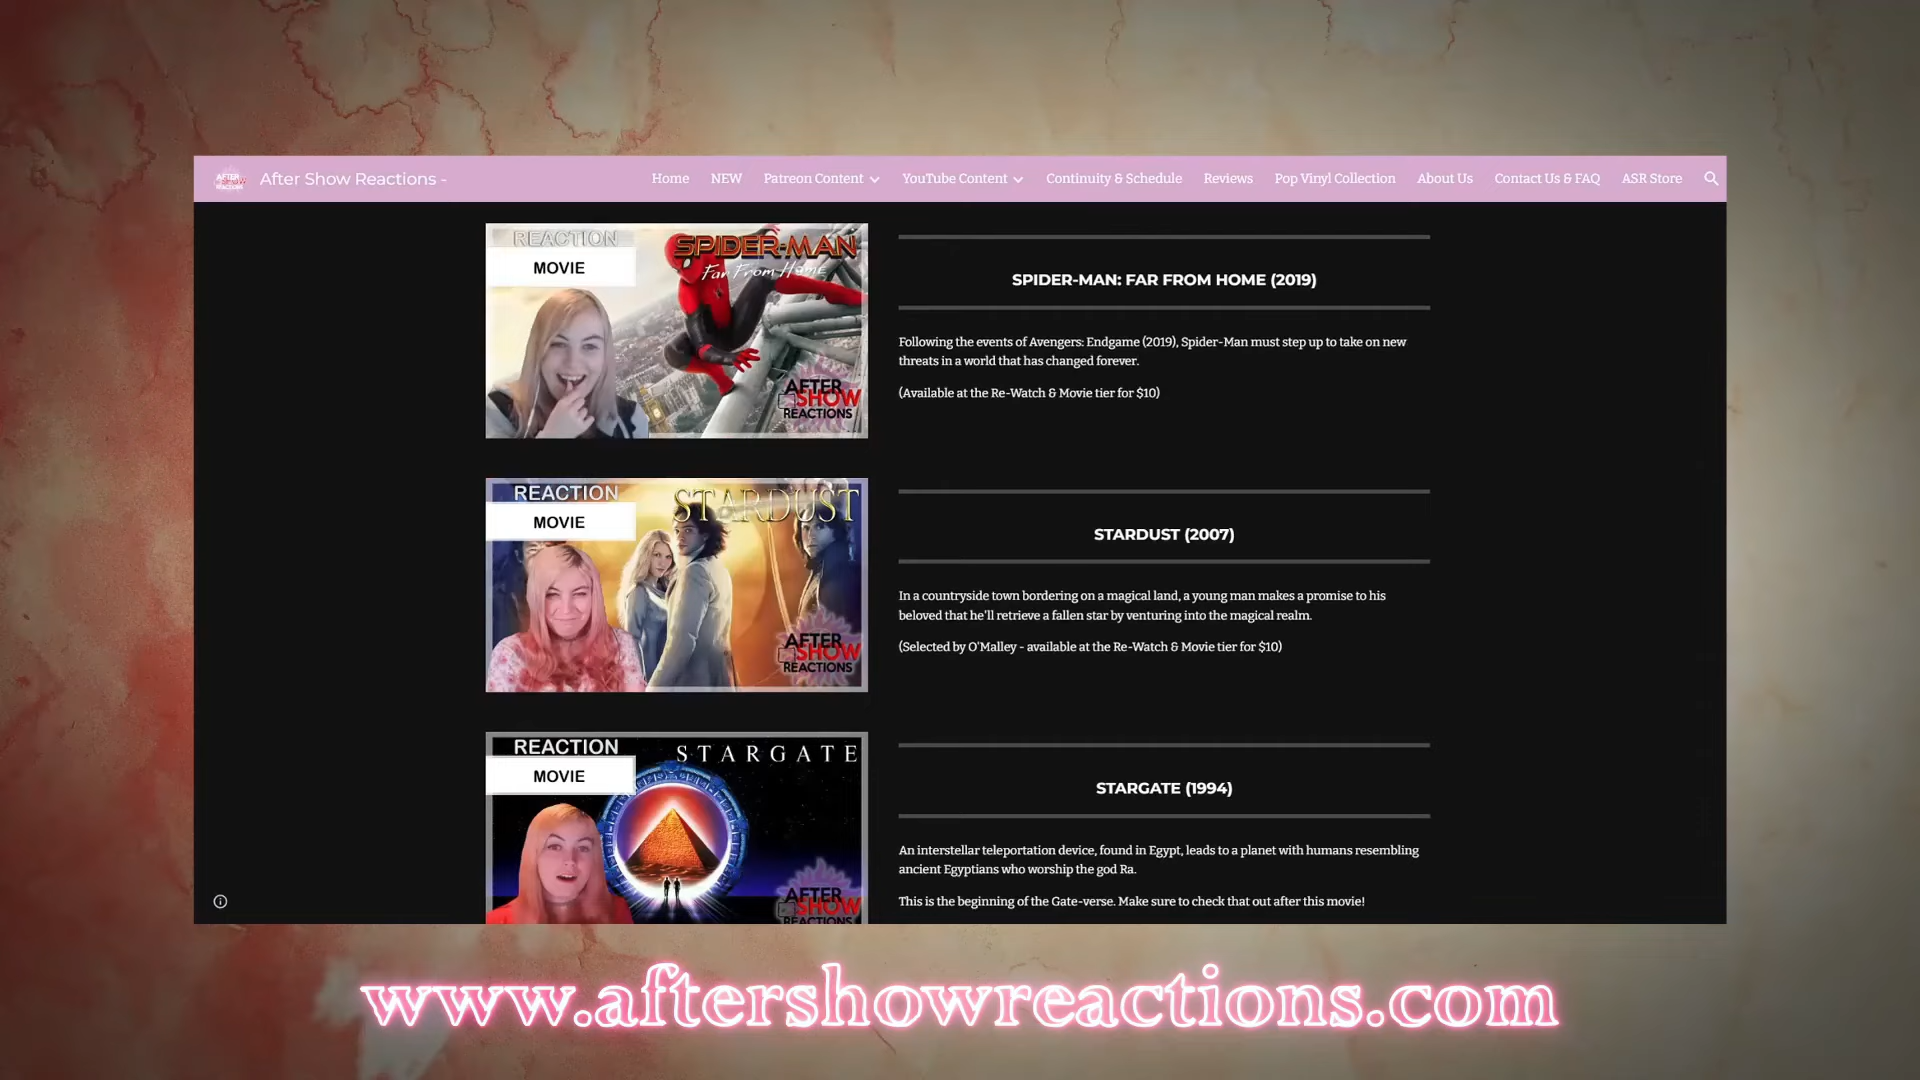 AFTER SHOW REACTIONS
After Show Reactions -
Home NEW Patreon Content YouTube Content Continuity & Schedule Reviews Pop Vinyl Collection About Us Contact Us & FAQ ASR Store
REACTION
MOVIE
SPIDER-MAN
Far From Home
AFTER
SHOW
REACTIONS
SPIDER-MAN: FAR FROM HOME (2019)
Following the events of Avengers: Endgame (2019), Spider-Man must step up to take on new
threats in a world that has changed forever.
(Available at the Re-Watch & Movie tier for $10)
REACTION
MOVIE
STARDUST
AFTER
SHOW
REACTIONS
STARDUST (2007)
In a countryside town bordering on a magical land, a young man makes a promise to his
beloved that he'll retrieve a fallen star by venturing into the magical realm.
(Selected by O'Malley - available at the Re-Watch & Movie tier for $10)
REACTION
MOVIE
STARGATE
AFTER
SHOW
REACTIONS
STARGATE (1994)
An interstellar teleportation device, found in Egypt, leads to a planet with humans resembling
ancient Egyptians who worship the god Ra.
This is the beginning of the Gate-verse. Make sure to check that out after this movie!
www.aftershowreactions.com